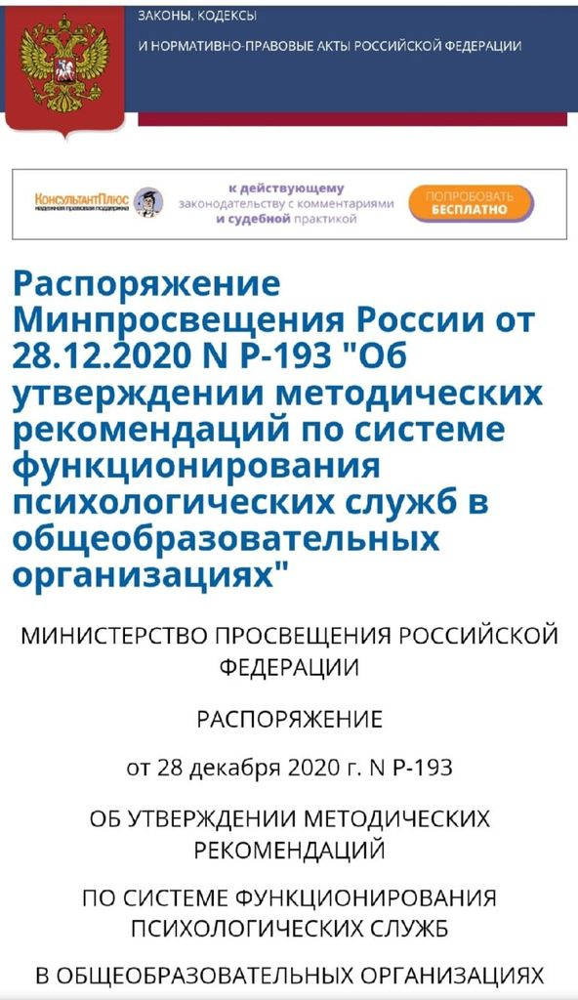 ЗАКОНЫ, КОДЕКСЫ
И НОРМАТИВНО-ПРАВОВЫЕ АКТЫ РОССИЙСКОЙ ФЕДЕРАЦИИ
КОНСУЛЬТАНТПЛЮС
надежная правовая поддержка
к действующему
законодательству с комментариями
и судебной практикой
ПОПРОБОВАТЬ
БЕСПЛАТНО
Распоряжение
Минпросвещения России от
28.12.2020 N Р-193 "Об
утверждении методических
рекомендаций по системе
функционирования
психологических служб в
общеобразовательных
организациях"
МИНИСТЕРСТВО ПРОСВЕЩЕНИЯ РОССИЙСКОЙ
ФЕДЕРАЦИИ
РАСПОРЯЖЕНИЕ
от 28 декабря 2020 г. N Р-193
ОБ УТВЕРЖДЕНИИ МЕТОДИЧЕСКИХ
РЕКОМЕНДАЦИЙ
ПО СИСТЕМЕ ФУНКЦИОНИРОВАНИЯ
ПСИХОЛОГИЧЕСКИХ СЛУЖБ
В ОБЩЕОБРАЗОВАТЕЛЬНЫХ ОРГАНИЗАЦИЯХ